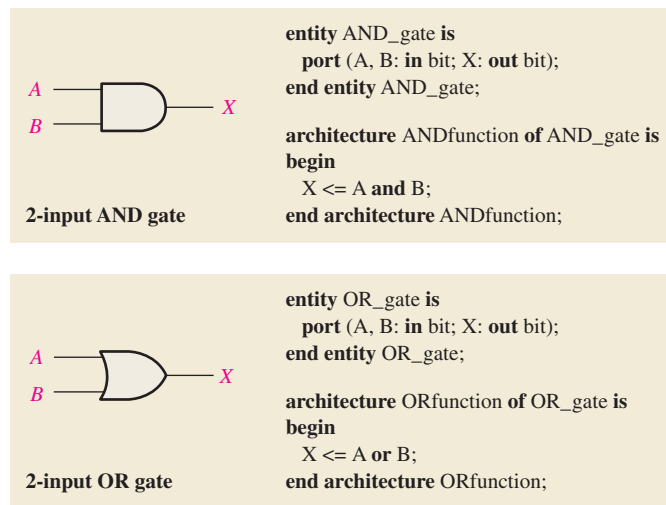 entity AND_gate is
port (A, B: in bit; X: out bit);
end entity AND_gate;
A
B
X
architecture ANDfunction of AND_gate is
begin
X <= A and B;
2-input AND gate
end architecture ANDfunction;
entity OR_gate is
port (A, B: in bit; X: out bit);
end entity OR_gate;
A
B
X
architecture ORfunction of OR_gate is
begin
X <= A or B;
2-input OR gate
end architecture ORfunction;